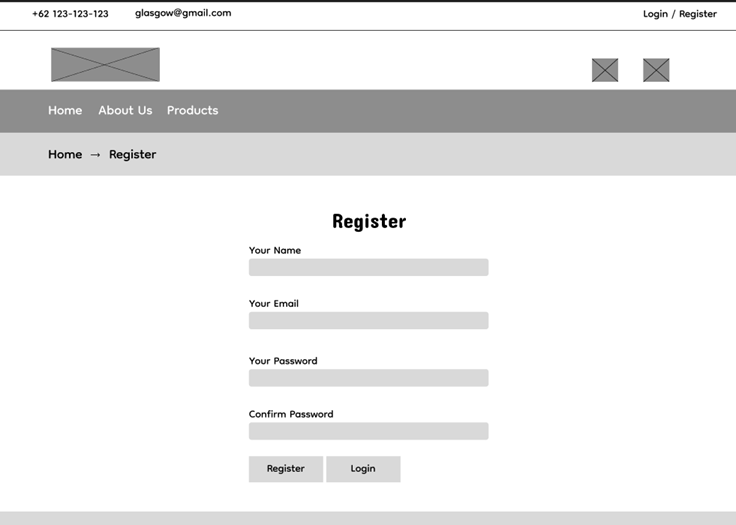 +62 123-123-123 glasgow@gmail.com Login / Register
Home About Us Products
Home → Register
Register
Your Name
Your Email
Your Password
Confirm Password
Register Login